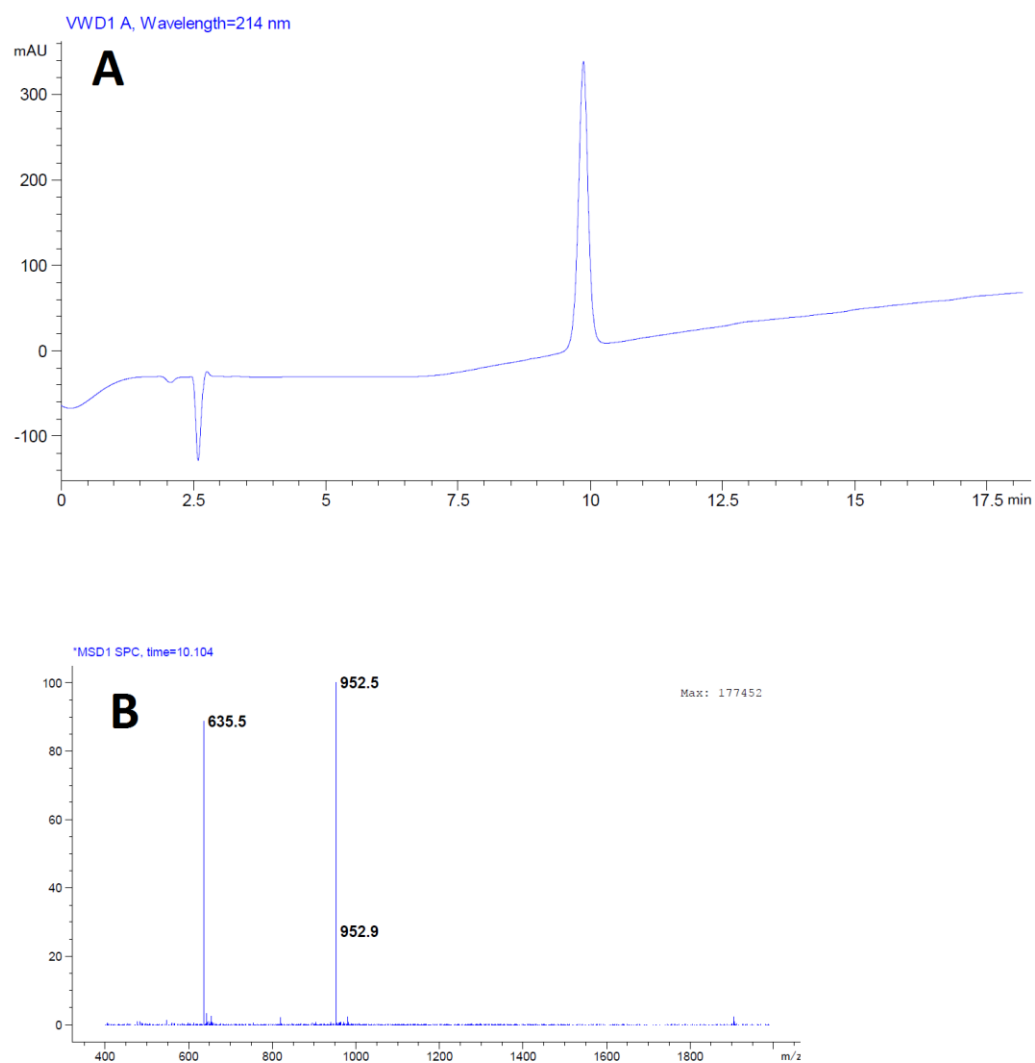 VWD1 A, Wavelength=214 nm
mAU
A
300
200
100
0
-100
0 2.5 5 7.5 10 12.5 15 17.5 min
*MSD1 SPC, time=10.104
B
Max: 177452
100
952.5
635.5
80
60
40
952.9
20
0
400 600 800 1000 1200 1400 1600 1800 m/z